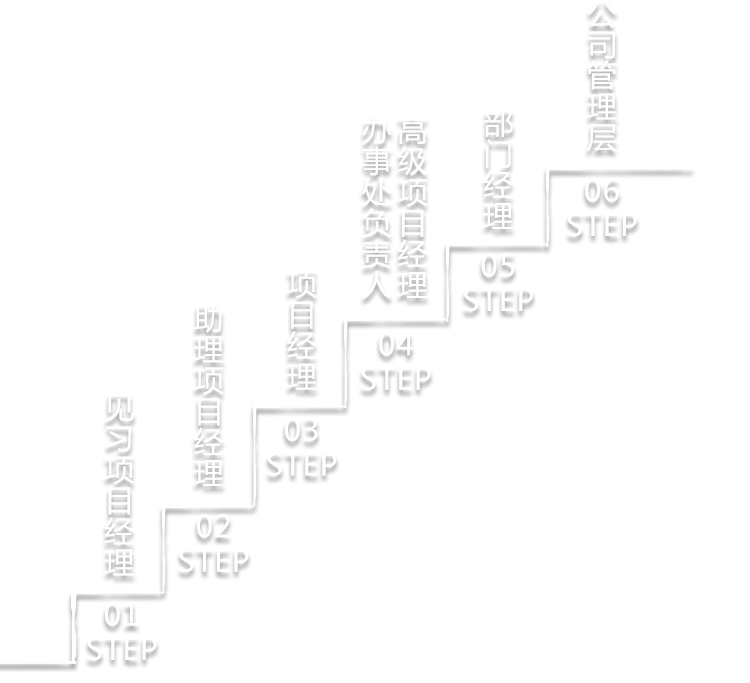 公司管理层
06
STEP
部门经理
05
STEP
高级项目经理
办事处负责人
04
STEP
项目经理
03
STEP
助理项目经理
02
STEP
见习项目经理
01
STEP